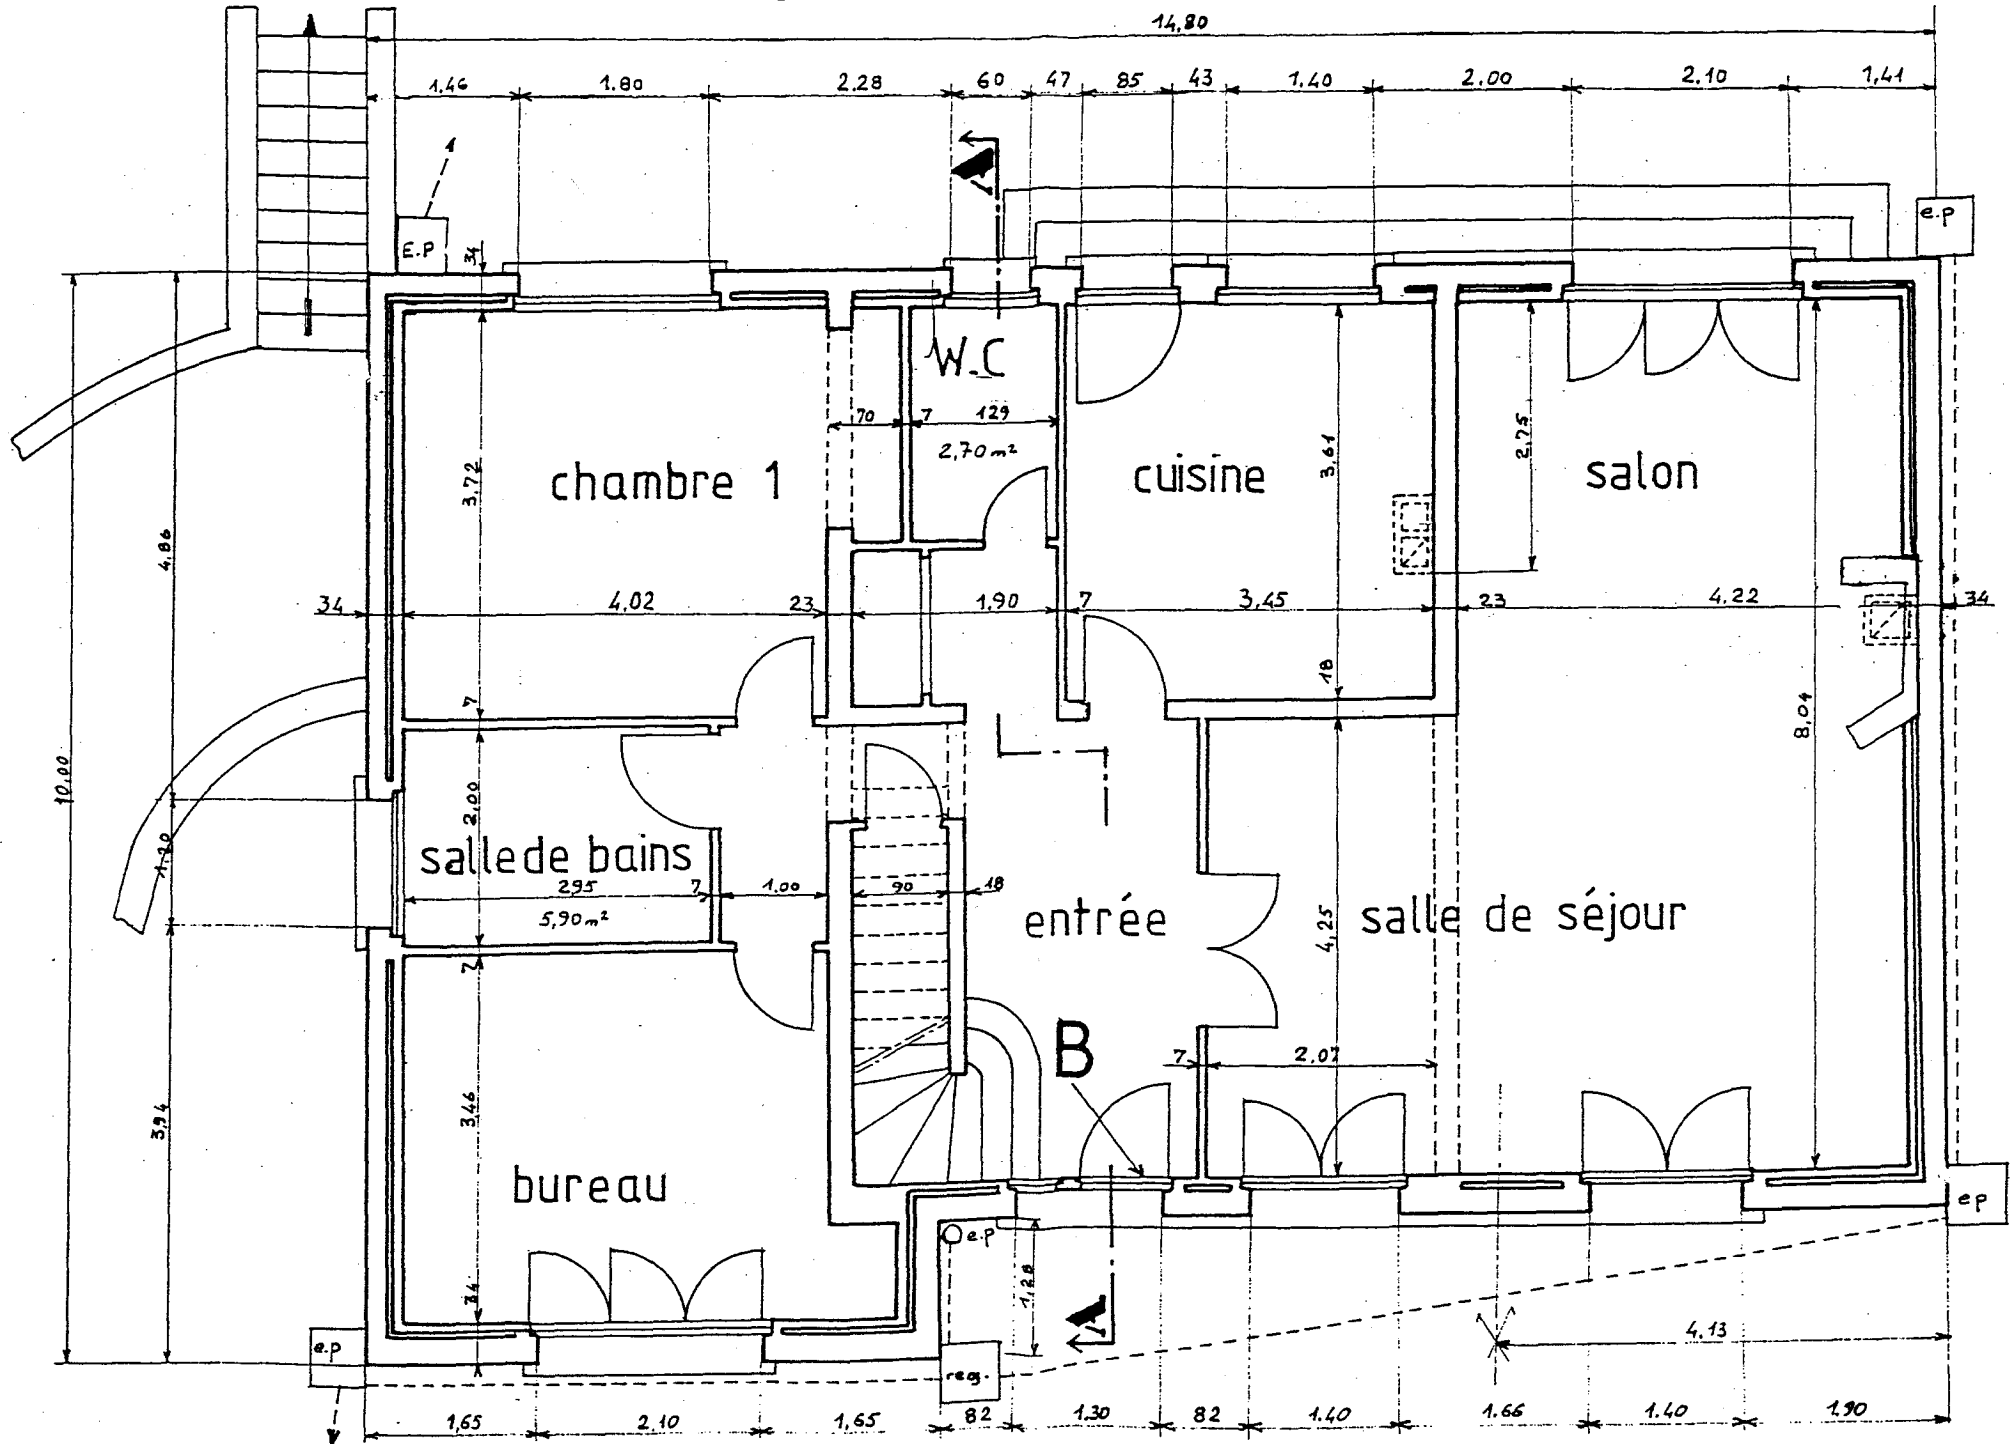 14,80
1,46 1.80 2,28 60 47 85 43 1,40 2.00 2,10 1,41
A
E.P
34
e.p
W.C
70 7 129
2,70 m²
chambre 1
cuisine
salon
3,72
3,61
2,75
4,86
34 4,02 23 1,90 7 3,45 23 4,22 34
18
7
8,04
10,00
2,00
1,20
salle de bains
295 7 1.00 90 18
5,90 m²
entrée
salle de séjour
4,25
7
B
7 2,07
3,94
3,46
bureau
e.p
e.p
1,28
34
A
e.p
4.13
reg.
1,65 2,10 1,65 82 1.30 82 1.40 1.66 1.40 1,90